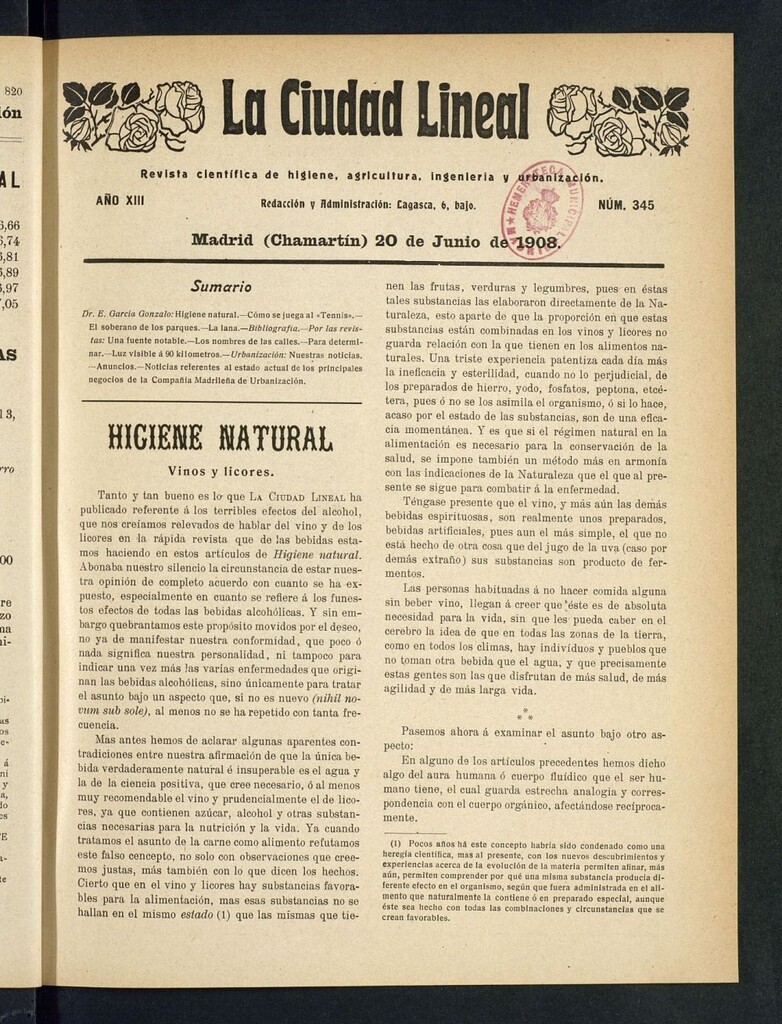 820
ión
AL
6,66
6,74
6,81
6,89
6,97
7,05
AS
La Ciudad Lineal
Revista científica de higiene, agricultura, ingeniería y urbanización.
AÑO XIII
Redacción y Administración: Lagasca, 6, bajo.
NÚM. 345
HEMEROTECA MUNICIPAL MADRID
Madrid (Chamartín) 20 de Junio de 1908.
Sumario
Dr. E. García Gonzalo: Higiene natural.—Cómo se juega al «Tennis».—
El soberano de los parques.—La lana.—Bibliografía.—Por las revis-
tas: Una fuente notable.—Los nombres de las calles.—Para determi-
nar.—Luz visible á 90 kilometros.—Urbanización: Nuestras noticias.
—Anuncios.—Noticias referentes al estado actual de los principales
negocios de la Compañía Madrileña de Urbanización.
HIGIENE NATURAL
Vinos y licores.
Tanto y tan bueno es lo que LA CIUDAD LINEAL ha
publicado referente á los terribles efectos del alcohol,
que nos creíamos relevados de hablar del vino y de los
licores en la rápida revista que de las bebidas esta-
mos haciendo en estos artículos de Higiene natural.
Abonaba nuestro silencio la circunstancia de estar nues-
tra opinión de completo acuerdo con cuanto se ha ex-
puesto, especialmente en cuanto se refiere á los funes-
tos efectos de todas las bebidas alcohólicas. Y sin em-
bargo quebrantamos este propósito movidos por el deseo,
no ya de manifestar nuestra conformidad, que poco ó
nada significa nuestra personalidad, ni tampoco para
indicar una vez más las varias enfermedades que origi-
nan las bebidas alcohólicas, sino únicamente para tratar
el asunto bajo un aspecto que, si no es nuevo (nihil no-
vum sub sole), al menos no se ha repetido con tanta fre-
cuencia.
Mas antes hemos de aclarar algunas aparentes con-
tradiciones entre nuestra afirmación de que la única be-
bida verdaderamente natural é insuperable es el agua y
la de la ciencia positiva, que cree necesario, ó al menos
muy recomendable el vino y prudencialmente el de lico-
res, ya que contienen azúcar, alcohol y otras substan-
cias necesarias para la nutrición y la vida. Ya cuando
tratamos el asunto de la carne como alimento refutamos
este falso cencepto, no solo con observaciones que cree-
mos justas, más también con lo que dicen los hechos.
Cierto que en el vino y licores hay substancias favora-
bles para la alimentación, mas esas substancias no se
hallan en el mismo estado (1) que las mismas que tie-
nen las frutas, verduras y legumbres, pues en éstas
tales substancias las elaboraron directamente de la Na-
turaleza, esto aparte de que la proporción en que estas
substancias están combinadas en los vinos y licores no
guarda relación con la que tienen en los alimentos na-
turales. Una triste experiencia patentiza cada día más
la ineficacia y esterilidad, cuando no lo perjudicial, de
los preparados de hierro, yodo, fosfatos, peptona, etcé-
tera, pues ó no se los asimila el organismo, ó si lo hace,
acaso por el estado de las substancias, son de una efica-
cia momentánea. Y es que si el régimen natural en la
alimentación es necesario para la conservación de la
salud, se impone también un método más en armonía
con las indicaciones de la Naturaleza que él que al pre-
sente se sigue para combatir á la enfermedad.
Téngase presente que el vino, y más aún las demás
bebidas espirituosas, son realmente unos preparados,
bebidas artificiales, pues aun el más simple, el que no
está hecho de otra cosa que del jugo de la uva (caso por
demás extraño) sus substancias son producto de fer-
mentos.
Las personas habituadas á no hacer comida alguna
sin beber vino, llegan á creer que éste es de absoluta
necesidad para la vida, sin que les pueda caber en el
cerebro la idea de que en todas las zonas de la tierra,
como en todos los climas, hay indivíduos y pueblos que
no toman otra bebida que el agua, y que precisamente
estas gentes son las que disfrutan de más salud, de más
agilidad y de más larga vida.
*
* *
Pasemos ahora á examinar el asunto bajo otro as-
pecto:
En alguno de los artículos precedentes hemos dicho
algo del aura humana ó cuerpo fluídico que el ser hu-
mano tiene, el cual guarda estrecha analogía y corres-
pondencia con el cuerpo orgánico, afectándose recíproca-
mente.
(1) Pocos años há este concepto habría sido condenado como una
heregía científica, mas al presente, con los nuevos descubrimientos y
experiencias acerca de la evolución de la materia permiten afinar, más
aún, permiten comprender por qué una misma substancia producía di-
ferente efecto en el organismo, según que fuera administrada en el ali-
mento que naturalmente la contiene ó en preparado especial, aunque
éste sea hecho con todas las combinaciones y circunstancias que se
crean favorables.